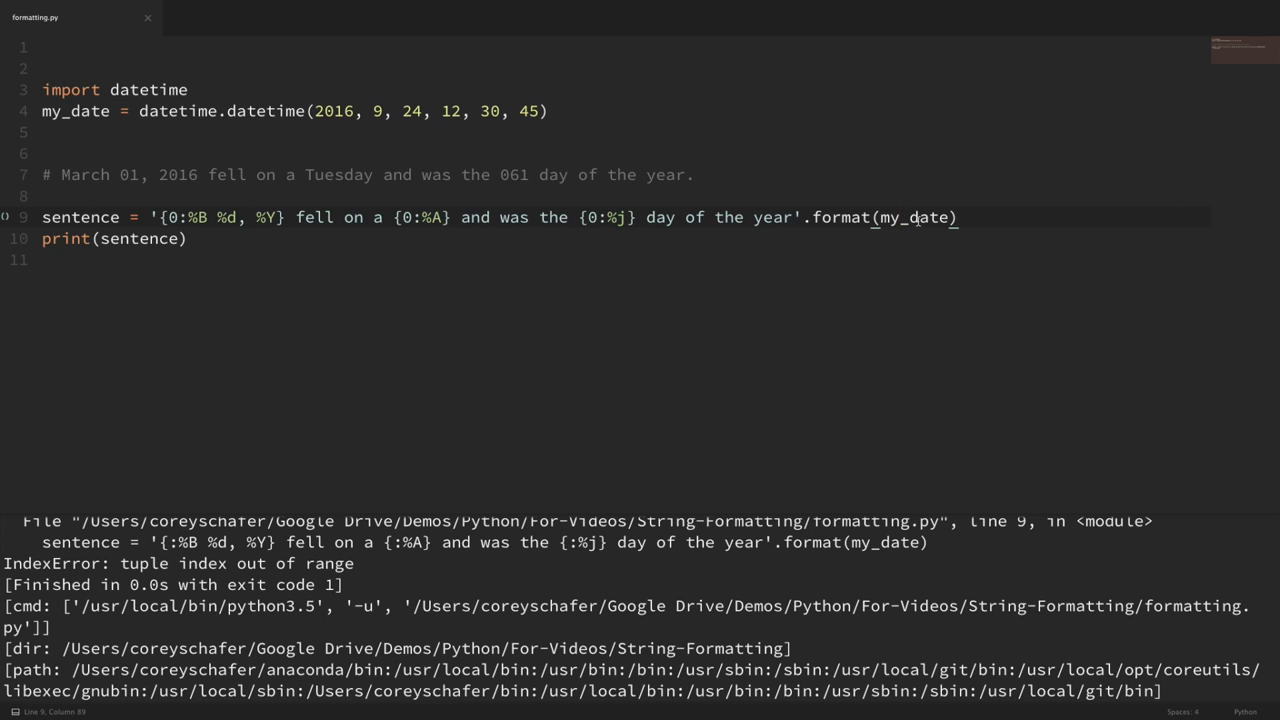 formatting.py ×
1
2
3 import datetime
4 my_date = datetime.datetime(2016, 9, 24, 12, 30, 45)
5
6
7 # March 01, 2016 fell on a Tuesday and was the 061 day of the year.
8
() 9 sentence = '{0:%B %d, %Y} fell on a {0:%A} and was the {0:%j} day of the year'.format(my_date)
10 print(sentence)
11
File "/Users/coreyschafer/Google Drive/Demos/Python/For-Videos/String-Formatting/formatting.py", line 9, in <module>
sentence = '{:%B %d, %Y} fell on a {:%A} and was the {:%j} day of the year'.format(my_date)
IndexError: tuple index out of range
[Finished in 0.0s with exit code 1]
[cmd: ['/usr/local/bin/python3.5', '-u', '/Users/coreyschafer/Google Drive/Demos/Python/For-Videos/String-Formatting/formatting.
py']]
[dir: /Users/coreyschafer/Google Drive/Demos/Python/For-Videos/String-Formatting]
[path: /Users/coreyschafer/anaconda/bin:/usr/local/bin:/usr/bin:/bin:/usr/sbin:/sbin:/usr/local/git/bin:/usr/local/opt/coreutils/
libexec/gnubin:/usr/local/sbin:/Users/coreyschafer/bin:/usr/local/bin:/usr/bin:/bin:/usr/sbin:/sbin:/usr/local/git/bin]
Line 9, Column 89 Spaces: 4 Python